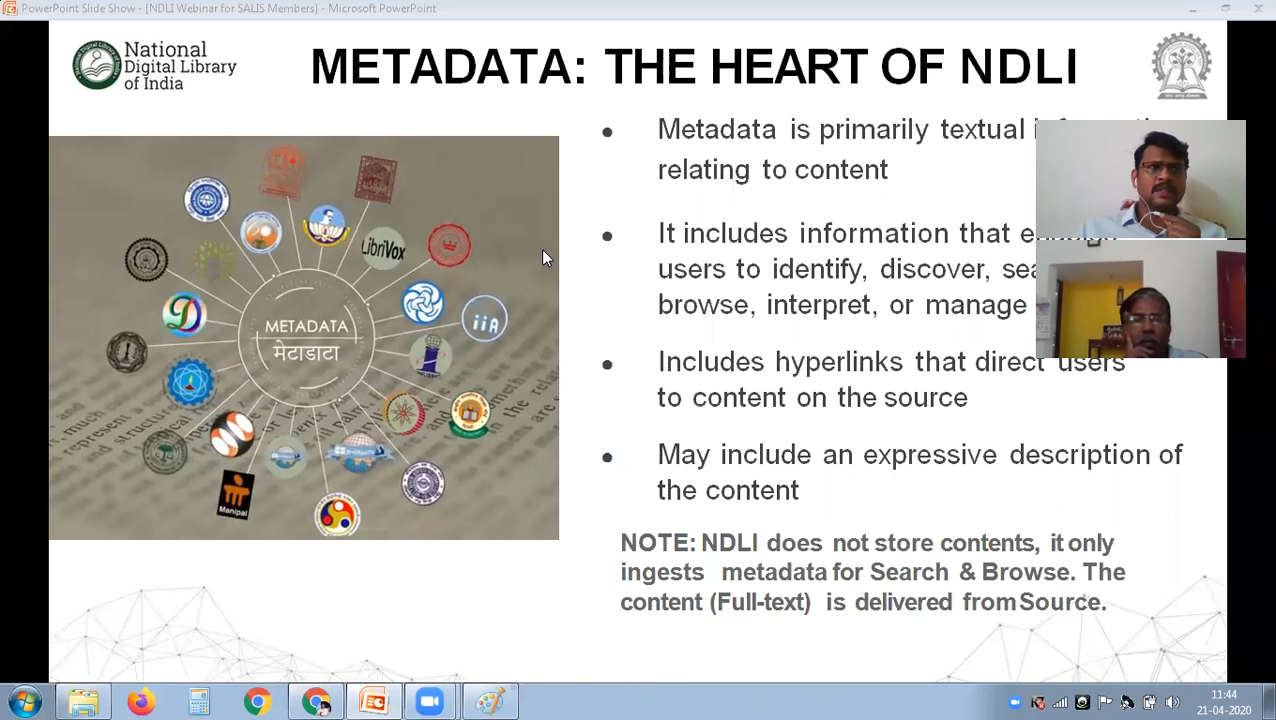 PowerPoint Slide Show - [NDLI Webinar for SALIS Members] - Microsoft PowerPoint
National
Digital Library
of India
METADATA: THE HEART OF NDLI
Metadata is primarily textual
relating to content
It includes information that
users to identify, discover,
browse, interpret, or manage
Includes hyperlinks that direct users
to content on the source
May include an expressive description of
the content
NOTE: NDLI does not store contents, it only
ingests metadata for Search & Browse. The
content (Full-text) is delivered from Source.
LibriVox
iiA
METADATA
मेटाडाटा
Manipal
11:44
21-04-2020